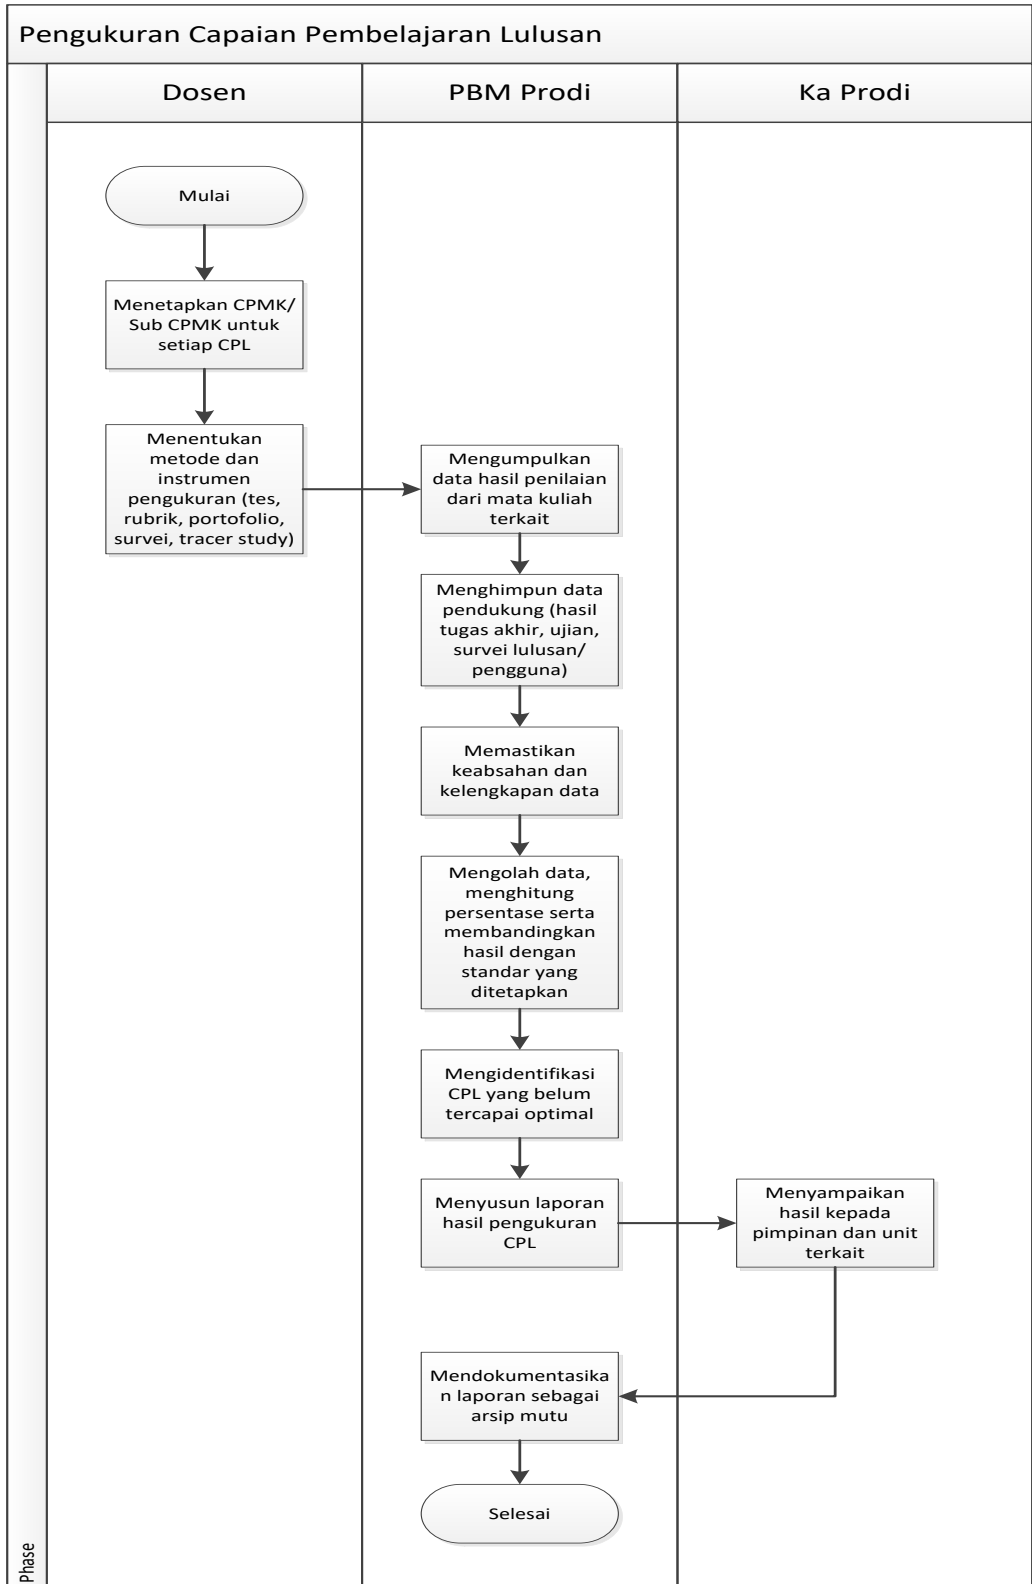 Pengukuran Capaian Pembelajaran Lulusan
Dosen
PBM Prodi
Ka Prodi
Mulai
Menetapkan CPMK/
Sub CPMK untuk
setiap CPL
Menentukan
metode dan
instrumen
pengukuran (tes,
rubrik, portofolio,
survei, tracer study)
Mengumpulkan
data hasil penilaian
dari mata kuliah
terkait
Menghimpun data
pendukung (hasil
tugas akhir, ujian,
survei lulusan/
pengguna)
Memastikan
keabsahan dan
kelengkapan data
Mengolah data,
menghitung
persentase serta
membandingkan
hasil dengan
standar yang
ditetapkan
Mengidentifikasi
CPL yang belum
tercapai optimal
Menyusun laporan
hasil pengukuran
CPL
Menyampaikan
hasil kepada
pimpinan dan unit
terkait
Mendokumentasika
n laporan sebagai
arsip mutu
Selesai
Phase